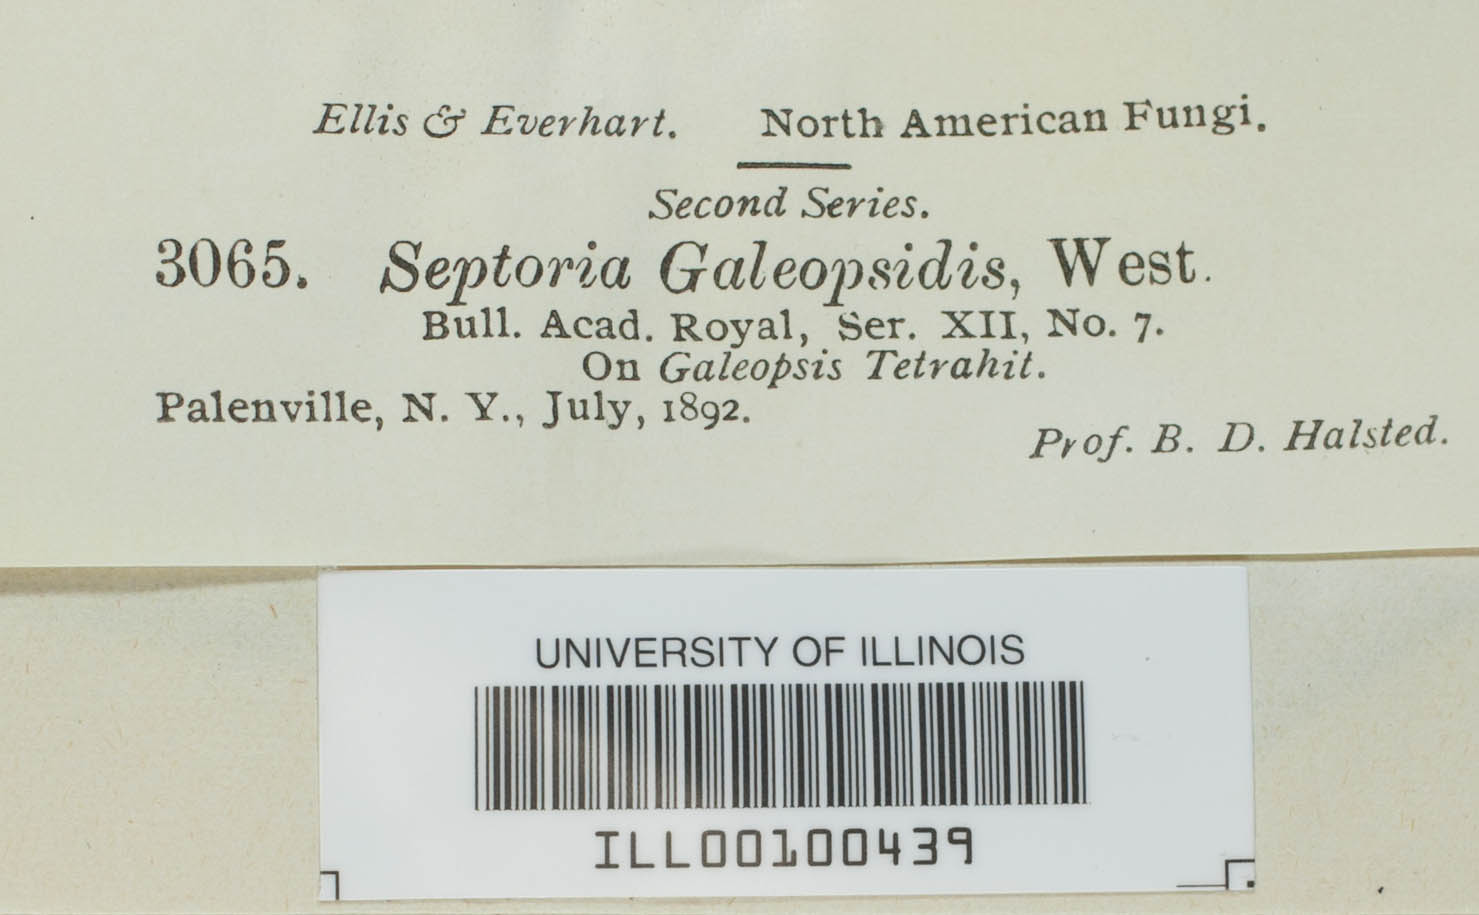 Ellis & Everhart. North American Fungi.
Second Series.
3065. Septoria Galeopsidis, West.
Bull. Acad. Royal, Ser. XII, No. 7.
On Galeopsis Tetrahit.
Palenville, N. Y., July, 1892.
Prof. B. D. Halsted.
UNIVERSITY OF ILLINOIS
ILL00100439